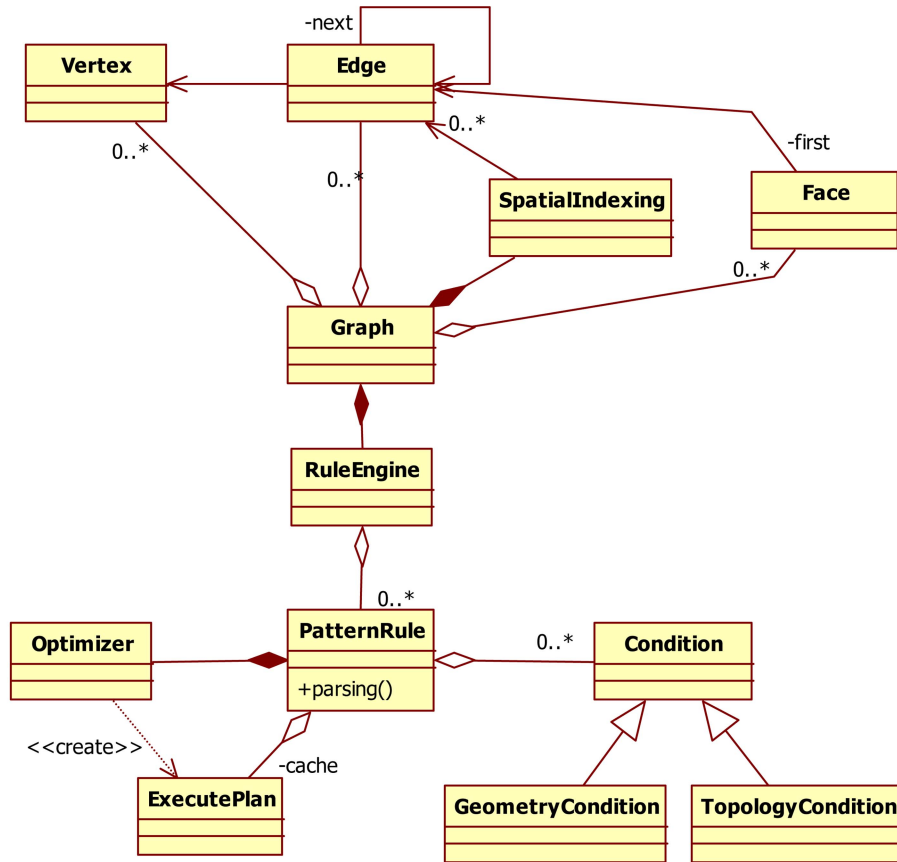 -next
Vertex
Edge
0..*
0..*
-first
0..*
SpatialIndexing
Face
0..*
Graph
RuleEngine
0..*
Optimizer
PatternRule
0..*
Condition
+parsing()
<<create>>
-cache
ExecutePlan
GeometryCondition
TopologyCondition